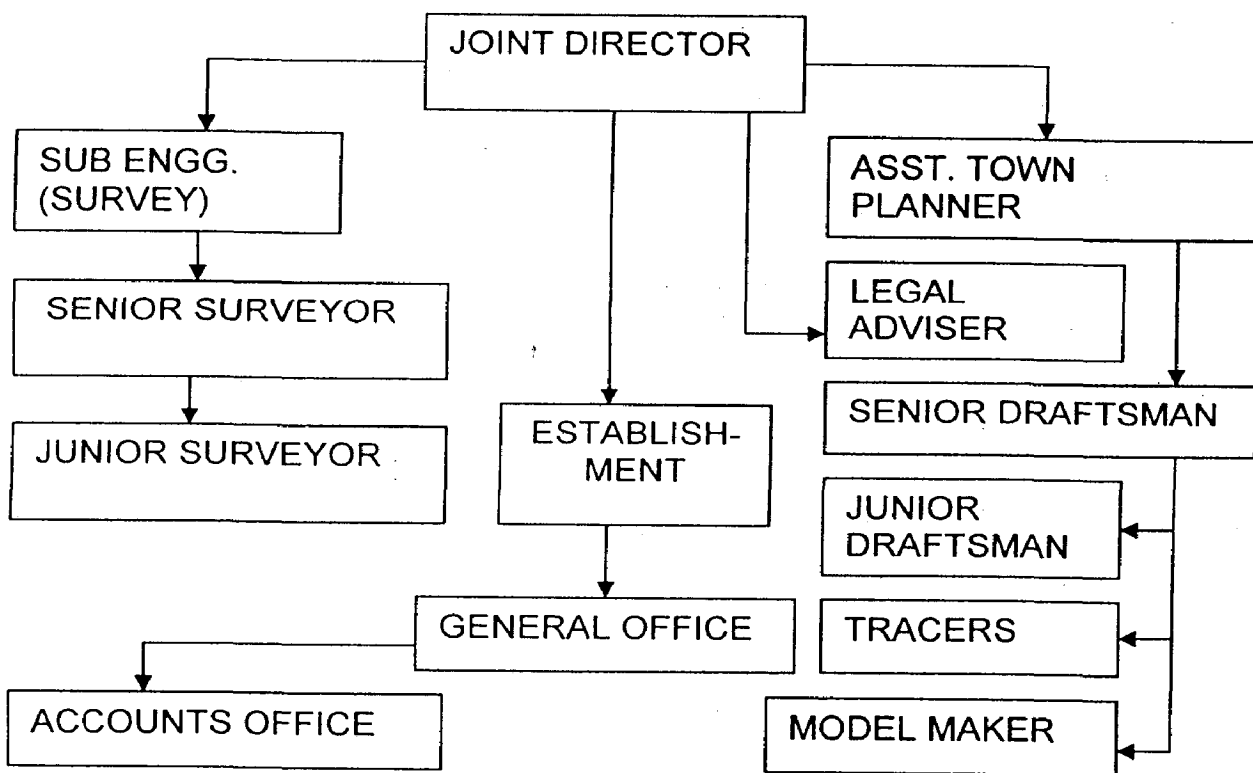 JOINT DIRECTOR
SUB ENGG.
(SURVEY)
ASST. TOWN
PLANNER
SENIOR SURVEYOR
LEGAL
ADVISER
JUNIOR SURVEYOR
ESTABLISH-
MENT
SENIOR DRAFTSMAN
JUNIOR
DRAFTSMAN
GENERAL OFFICE
TRACERS
ACCOUNTS OFFICE
MODEL MAKER